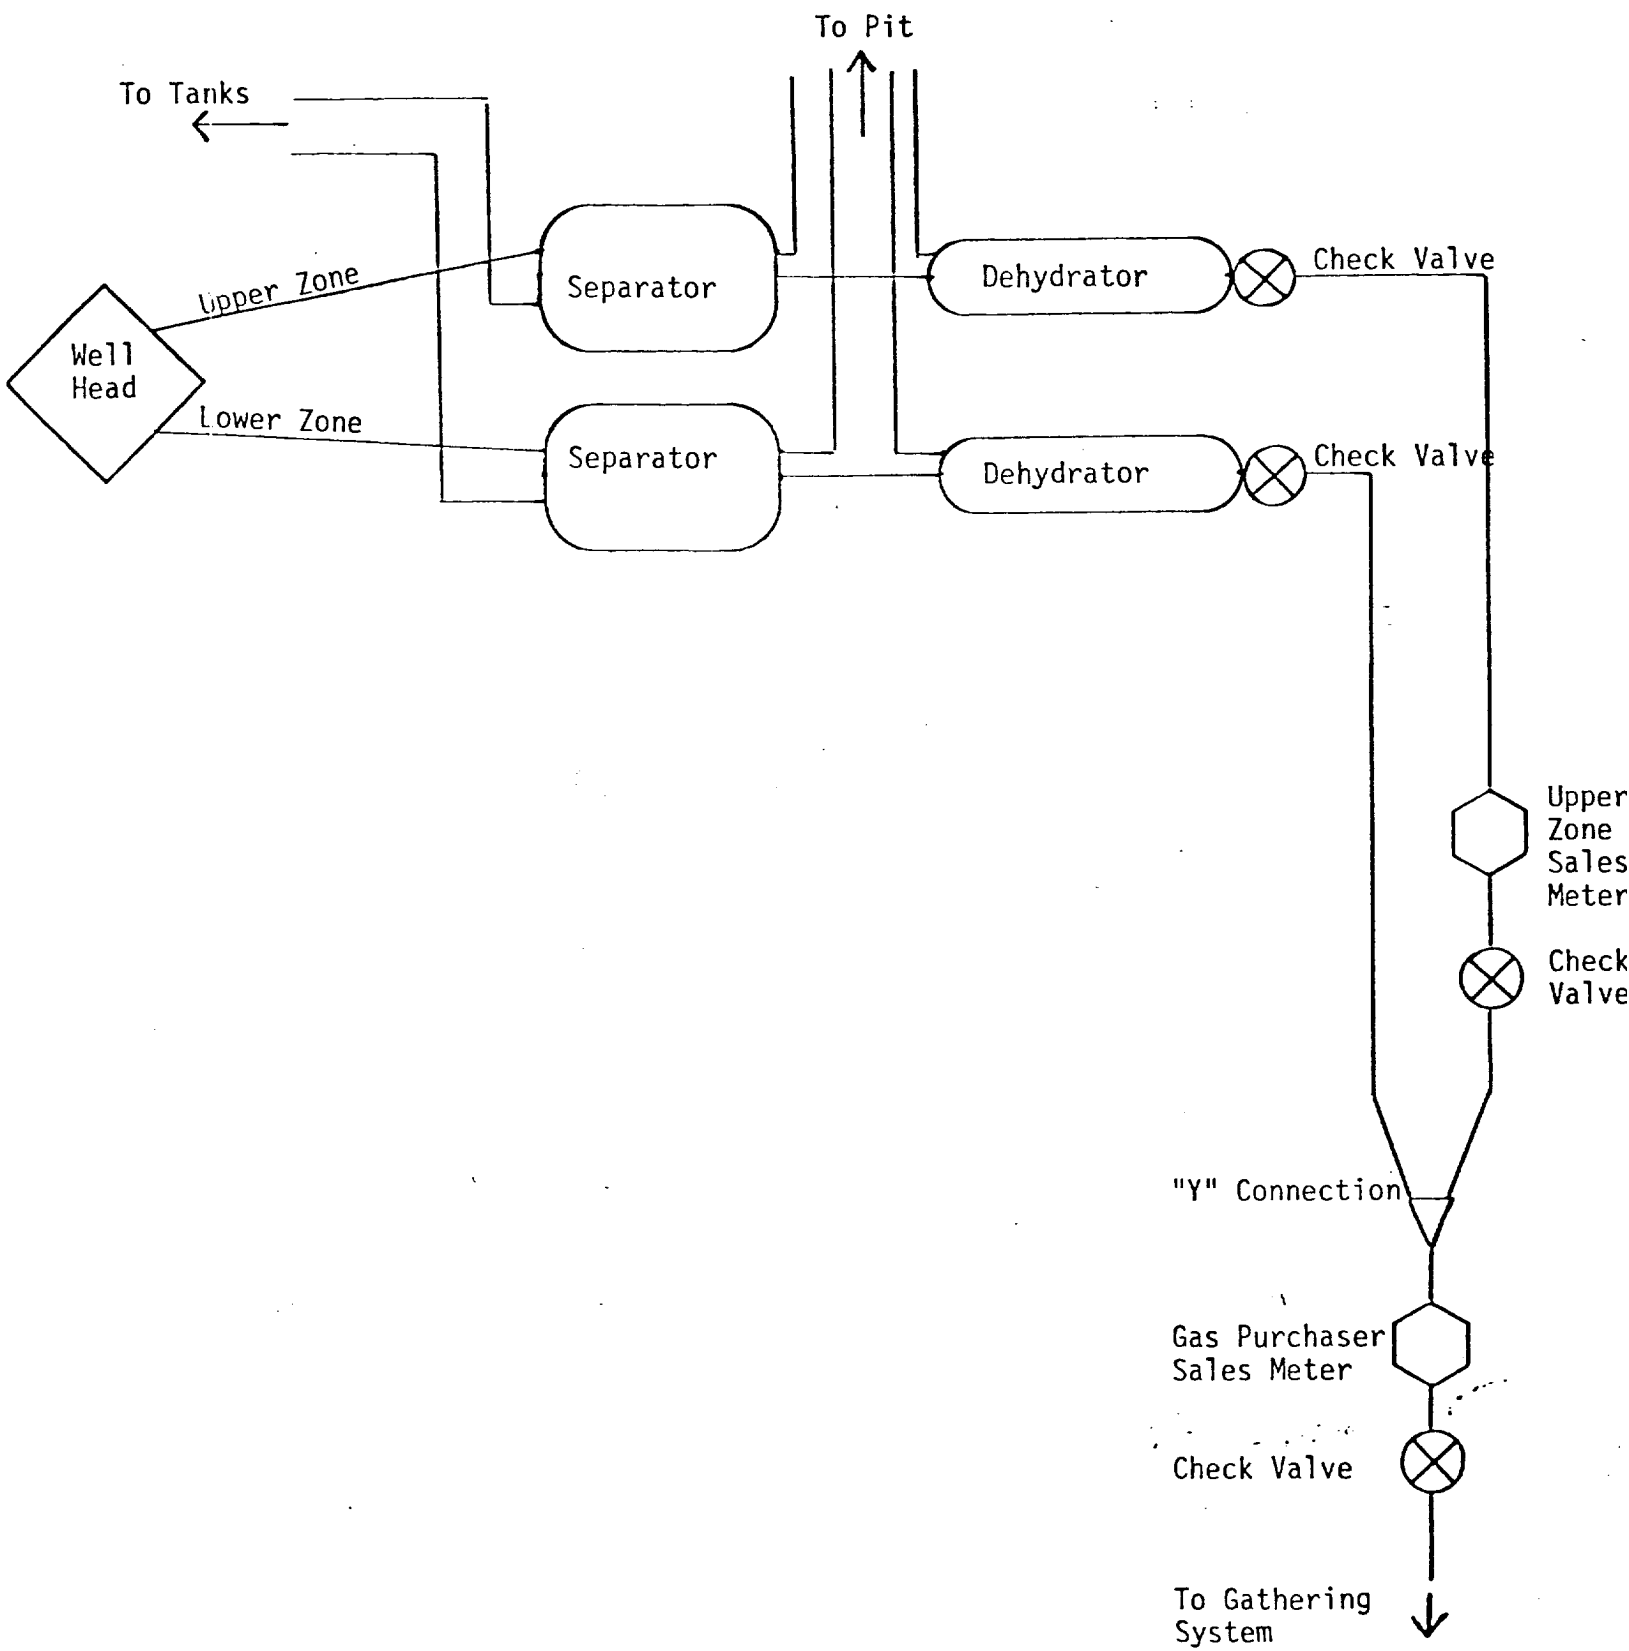 To Pit
To Tanks
Upper Zone
Separator
Dehydrator
Check Valve
Well
Head
Lower Zone
Separator
Dehydrator
Check Valve
Upper
Zone
Sales
Meter
Check
Valve
"Y" Connection
Gas Purchaser
Sales Meter
Check Valve
To Gathering
System